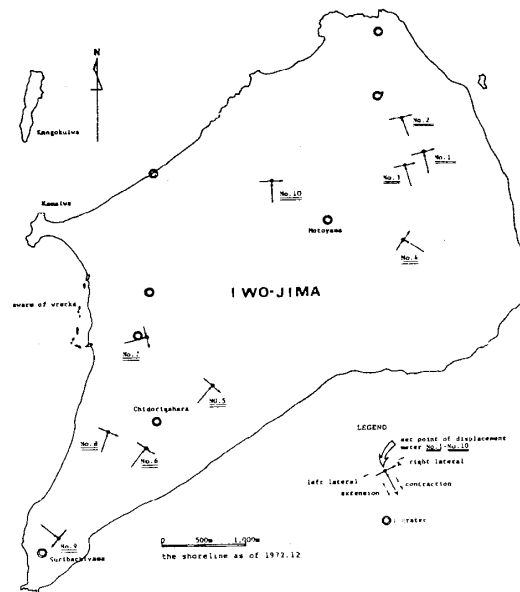 N
Kangokuiwa
No.2
No.1
No.3
No.10
Kamaiwa
Motoyama
No.4
IWO-JIMA
swarm of wrecks
No.7
No.5
Chidorigahara
No.8
No.6
LEGEND
set point of displacement
meter No.1-No.10
right lateral
left lateral
contraction
extension
crater
No.9
Suribachiyama
0 500m 1,000m
the shoreline as of 1972.12